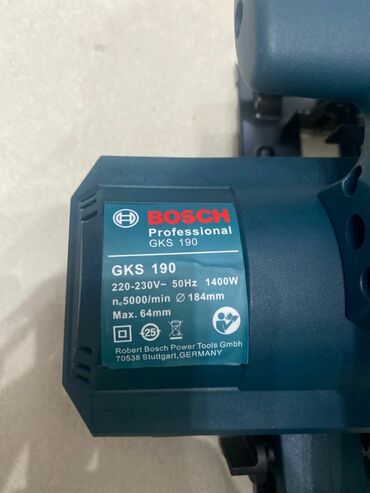 BOSCH
Professional
GKS 190
GKS 190
220-230V~ 50Hz 1400W
n₀5000/min ∅ 184mm
Max. 64mm
25
Robert Bosch Power Tools GmbH
70538 Stuttgart,GERMANY